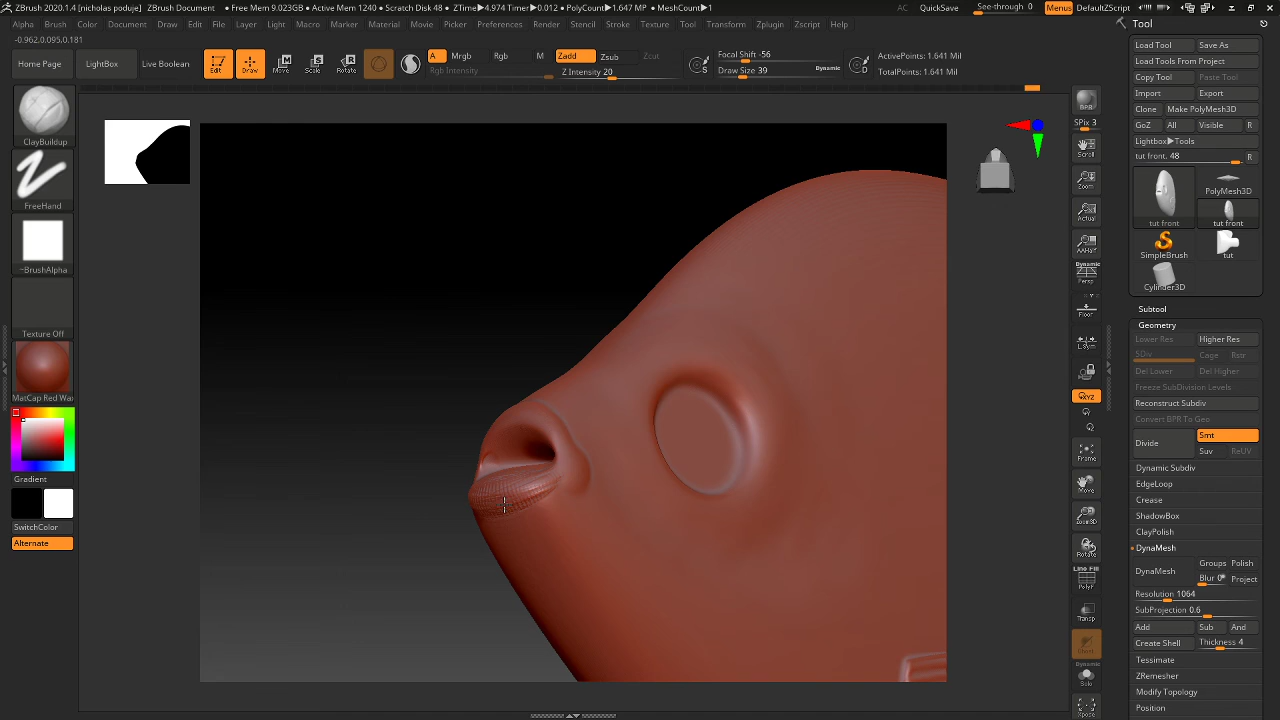 ZBrush 2020.1.4 [nicholas poduje] ZBrush Document • Free Mem 9.023GB • Active Mem 1240 • Scratch Disk 48 • ZTime▶4.974 Timer▶0.012 • PolyCount▶1.647 MP • MeshCount▶1 AC QuickSave See-through 0 Menus DefaultZScript
Alpha Brush Color Document Draw Edit File Layer Light Macro Marker Material Movie Picker Preferences Render Stencil Stroke Texture Tool Transform Zplugin Zscript Help
-0.962,0.095,0.181
Home Page LightBox Live Boolean Edit Draw Move Scale Rotate
A Mrgb Rgb M Zadd Zsub Zcut
Rgb Intensity Z Intensity 20
Focal Shift -56
Draw Size 39 Dynamic
S
D
ActivePoints: 1.641 Mil
TotalPoints: 1.641 Mil
ClayBuildup
FreeHand
~BrushAlpha
Texture Off
MatCap Red Wax
Gradient
SwitchColor
Alternate
BPR
SPix 3
Scroll
Zoom
Actual
AAHalf
Dynamic
Persp
Floor
L.Sym
XYZ
Frame
Move
Zoom3D
Rotate
Line Fill
PolyF
Transp
Dynamic
Solo
Xpose
Tool
Load Tool Save As
Load Tools From Project
Copy Tool Paste Tool
Import Export
Clone Make PolyMesh3D
GoZ All Visible R
Lightbox▶Tools
tut front. 48 R
PolyMesh3D
tut front tut front
SimpleBrush tut
Cylinder3D
Subtool
Geometry
Lower Res Higher Res
SDiv Cage Rstr
Del Lower Del Higher
Freeze SubDivision Levels
Reconstruct Subdiv
Convert BPR To Geo
Divide Smt
Suv ReUV
Dynamic Subdiv
EdgeLoop
Crease
ShadowBox
ClayPolish
DynaMesh
DynaMesh Groups Polish
Blur 0 Project
Resolution 1064
SubProjection 0.6
Add Sub And
Create Shell Thickness 4
Tessimate
ZRemesher
Modify Topology
Position